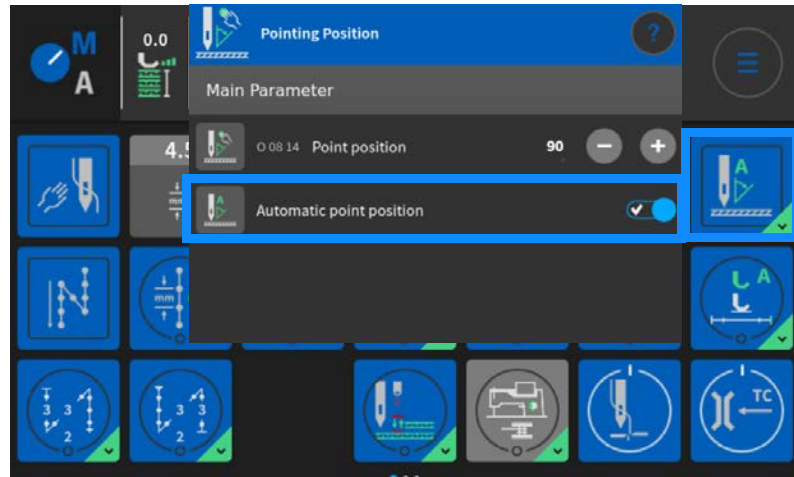 M
A
0.0
Pointing Position
?
Main Parameter
4.5
O 08 14 Point position 90 − +
A
Automatic point position
A
mm
mm
A
3 3
2
3 3
2
TC